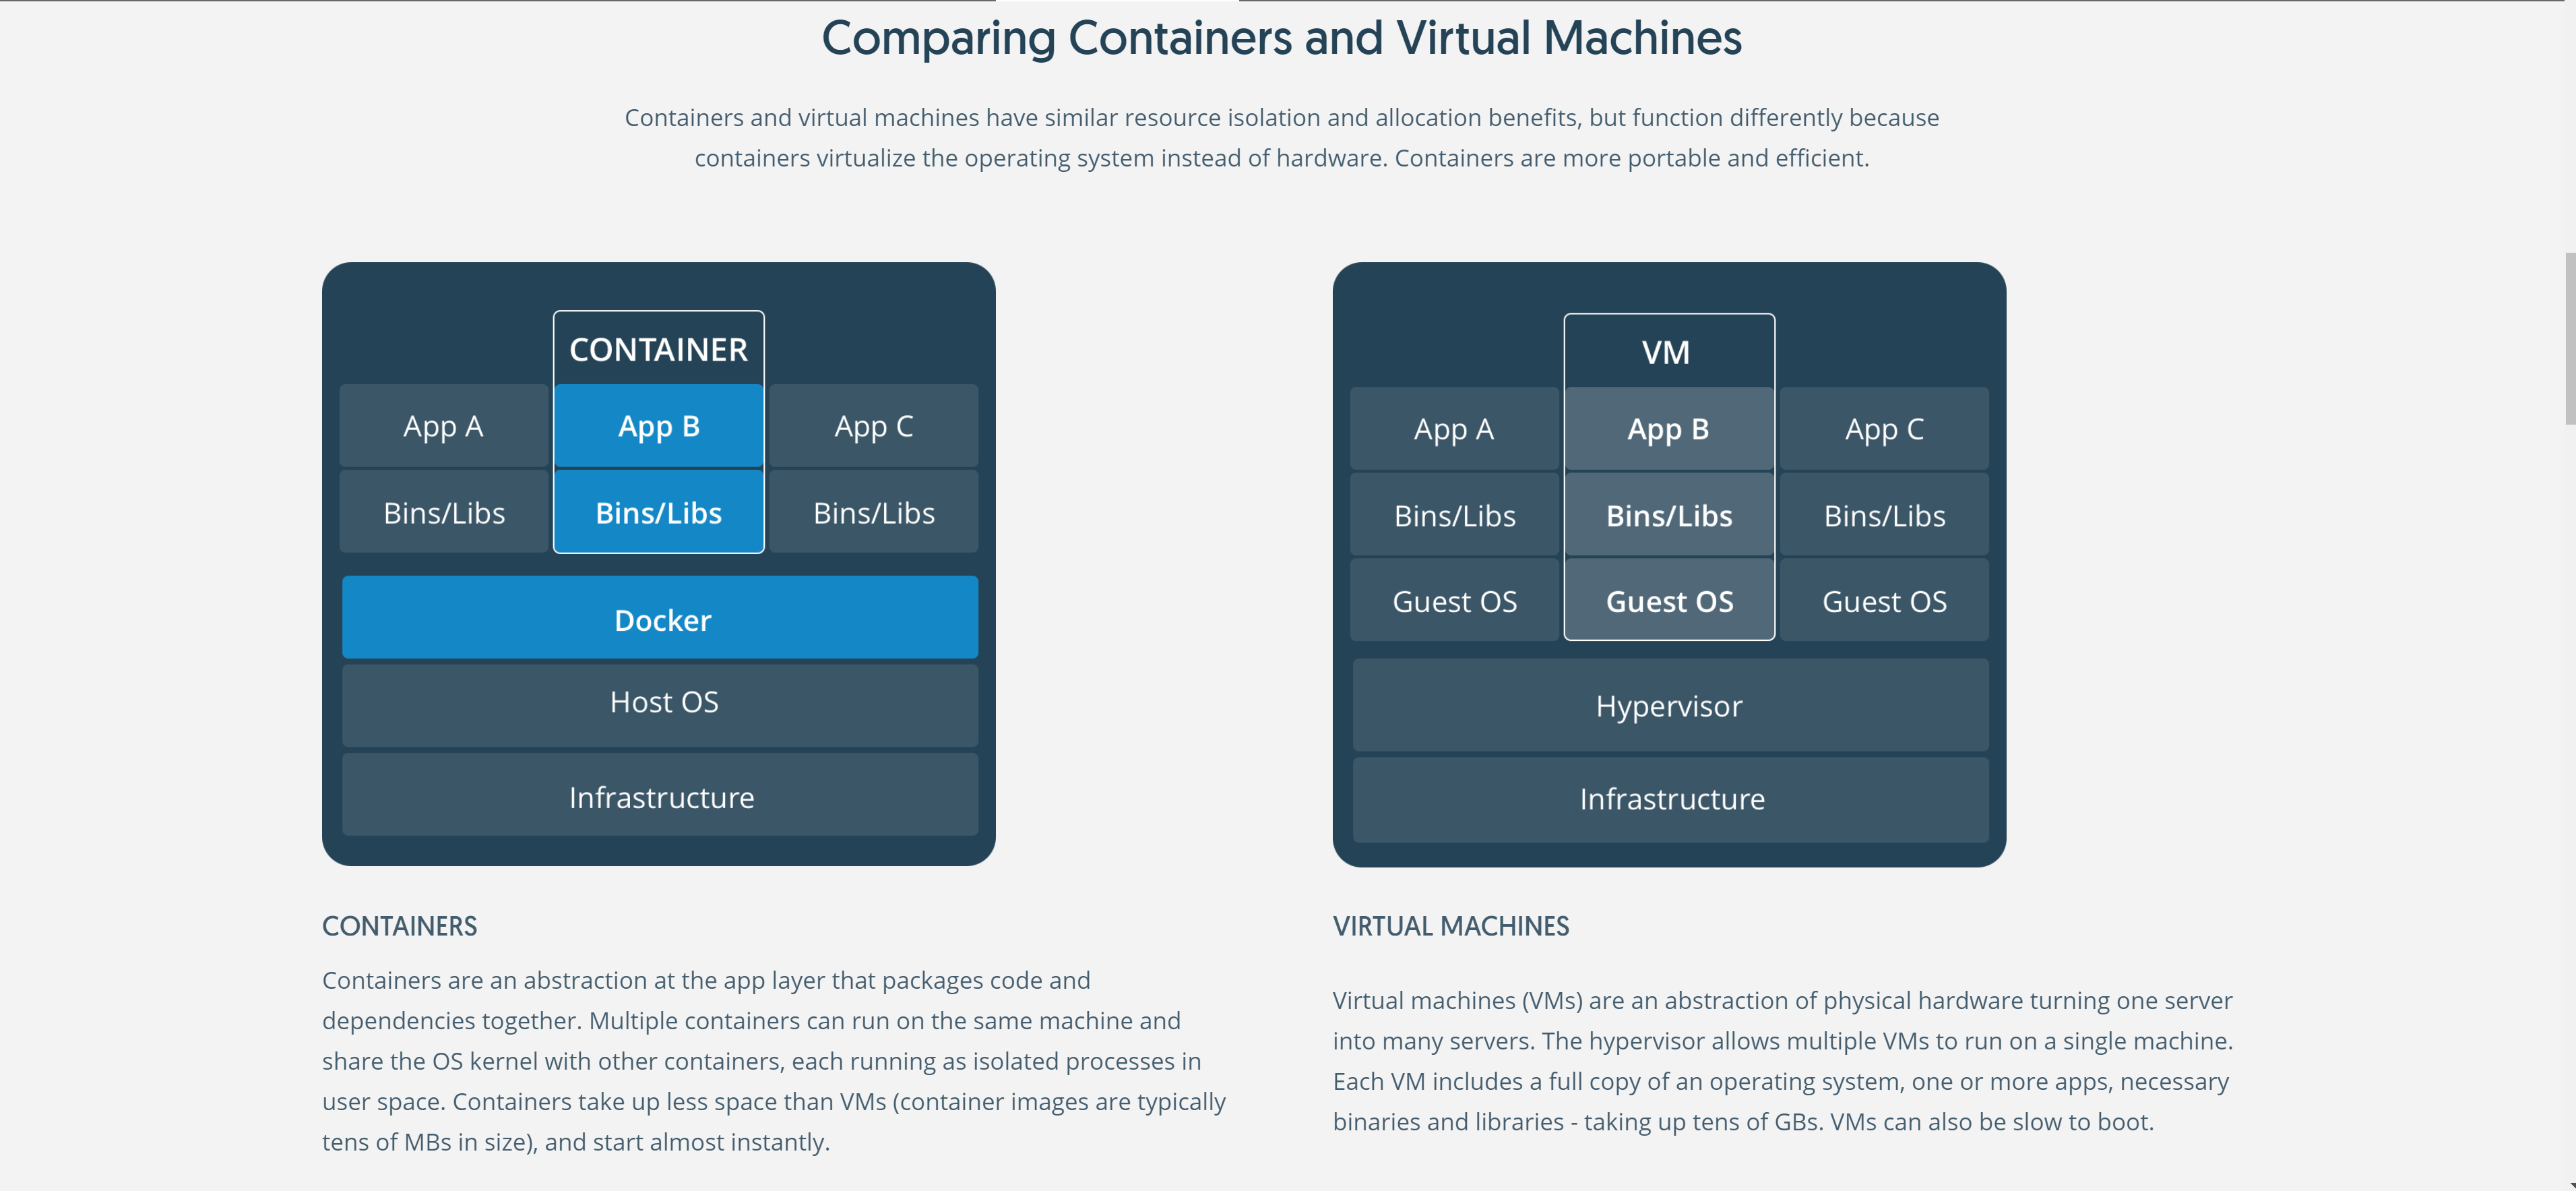 Comparing Containers and Virtual Machines
Containers and virtual machines have similar resource isolation and allocation benefits, but function differently because
containers virtualize the operating system instead of hardware. Containers are more portable and efficient.
CONTAINER
App A
App B
App C
Bins/Libs
Bins/Libs
Bins/Libs
Docker
Host OS
Infrastructure
VM
App A
App B
App C
Bins/Libs
Bins/Libs
Bins/Libs
Guest OS
Guest OS
Guest OS
Hypervisor
Infrastructure
CONTAINERS
Containers are an abstraction at the app layer that packages code and
dependencies together. Multiple containers can run on the same machine and
share the OS kernel with other containers, each running as isolated processes in
user space. Containers take up less space than VMs (container images are typically
tens of MBs in size), and start almost instantly.
VIRTUAL MACHINES
Virtual machines (VMs) are an abstraction of physical hardware turning one server
into many servers. The hypervisor allows multiple VMs to run on a single machine.
Each VM includes a full copy of an operating system, one or more apps, necessary
binaries and libraries - taking up tens of GBs. VMs can also be slow to boot.